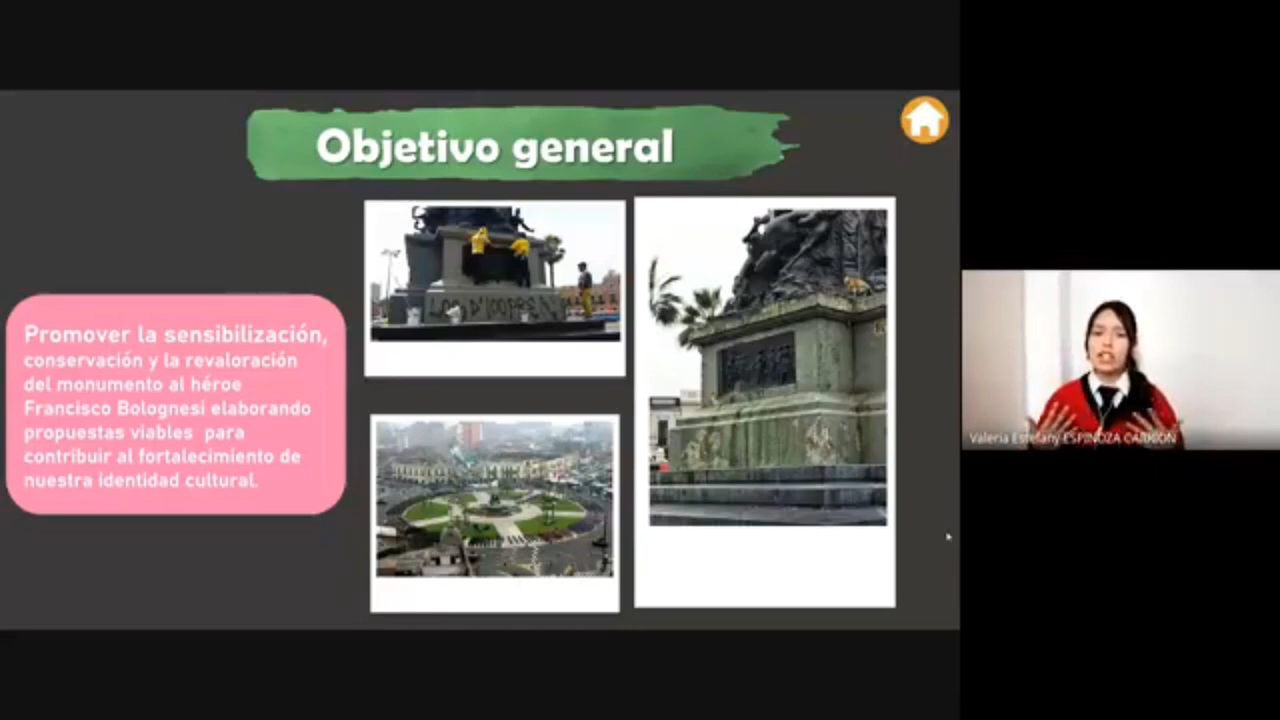 Objetivo general
Promover la sensibilización,
conservación y la revaloración
del monumento al héroe
Francisco Bolognesi elaborando
propuestas viables para
contribuir al fortalecimiento de
nuestra identidad cultural.
Valeria Estefany ESPINOZA CARRION